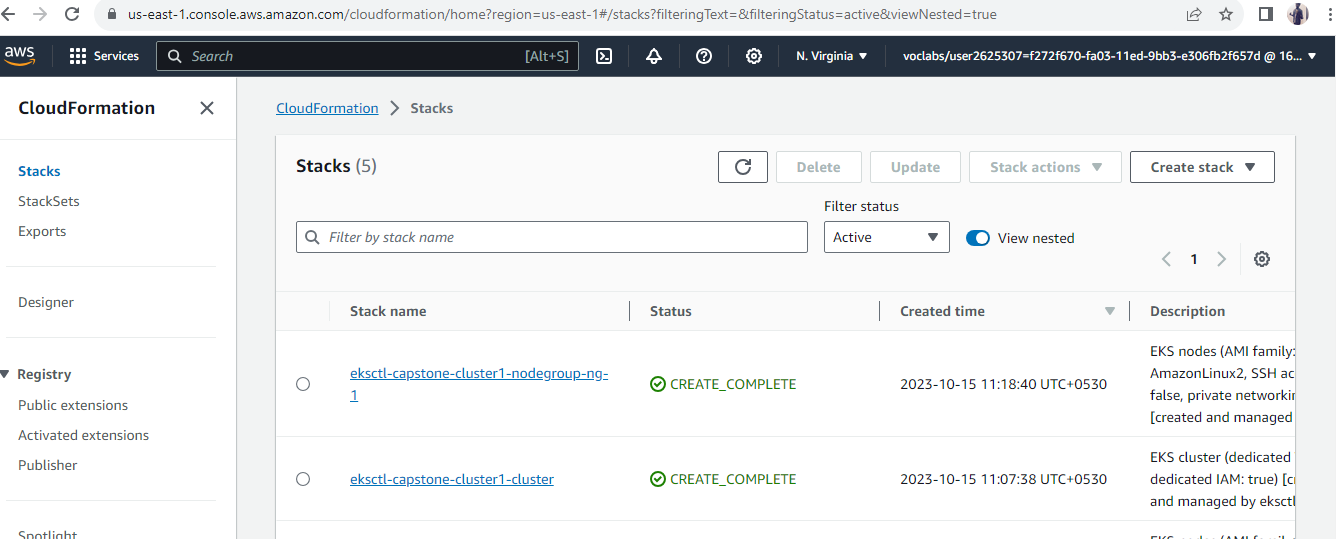 us-east-1.console.aws.amazon.com/cloudformation/home?region=us-east-1#/stacks?filteringText=&filteringStatus=active&viewNested=true
aws
Services
Search
[Alt+S]
N. Virginia
voclabs/user2625307=f272f670-fa03-11ed-9bb3-e306fb2f657d @ 16...
CloudFormation
Stacks
StackSets
Exports
Designer
Registry
Public extensions
Activated extensions
Publisher
Spotlight
CloudFormation
Stacks
Stacks (5)
Delete
Update
Stack actions
Create stack
Filter by stack name
Filter status
Active
View nested
1
Stack name
Status
Created time
Description
eksctl-capstone-cluster1-nodegroup-ng-
1
CREATE_COMPLETE
2023-10-15 11:18:40 UTC+0530
EKS nodes (AMI family:
AmazonLinux2, SSH ac
false, private networkin
[created and managed
eksctl-capstone-cluster1-cluster
CREATE_COMPLETE
2023-10-15 11:07:38 UTC+0530
EKS cluster (dedicated
dedicated IAM: true) [cr
and managed by eksctl